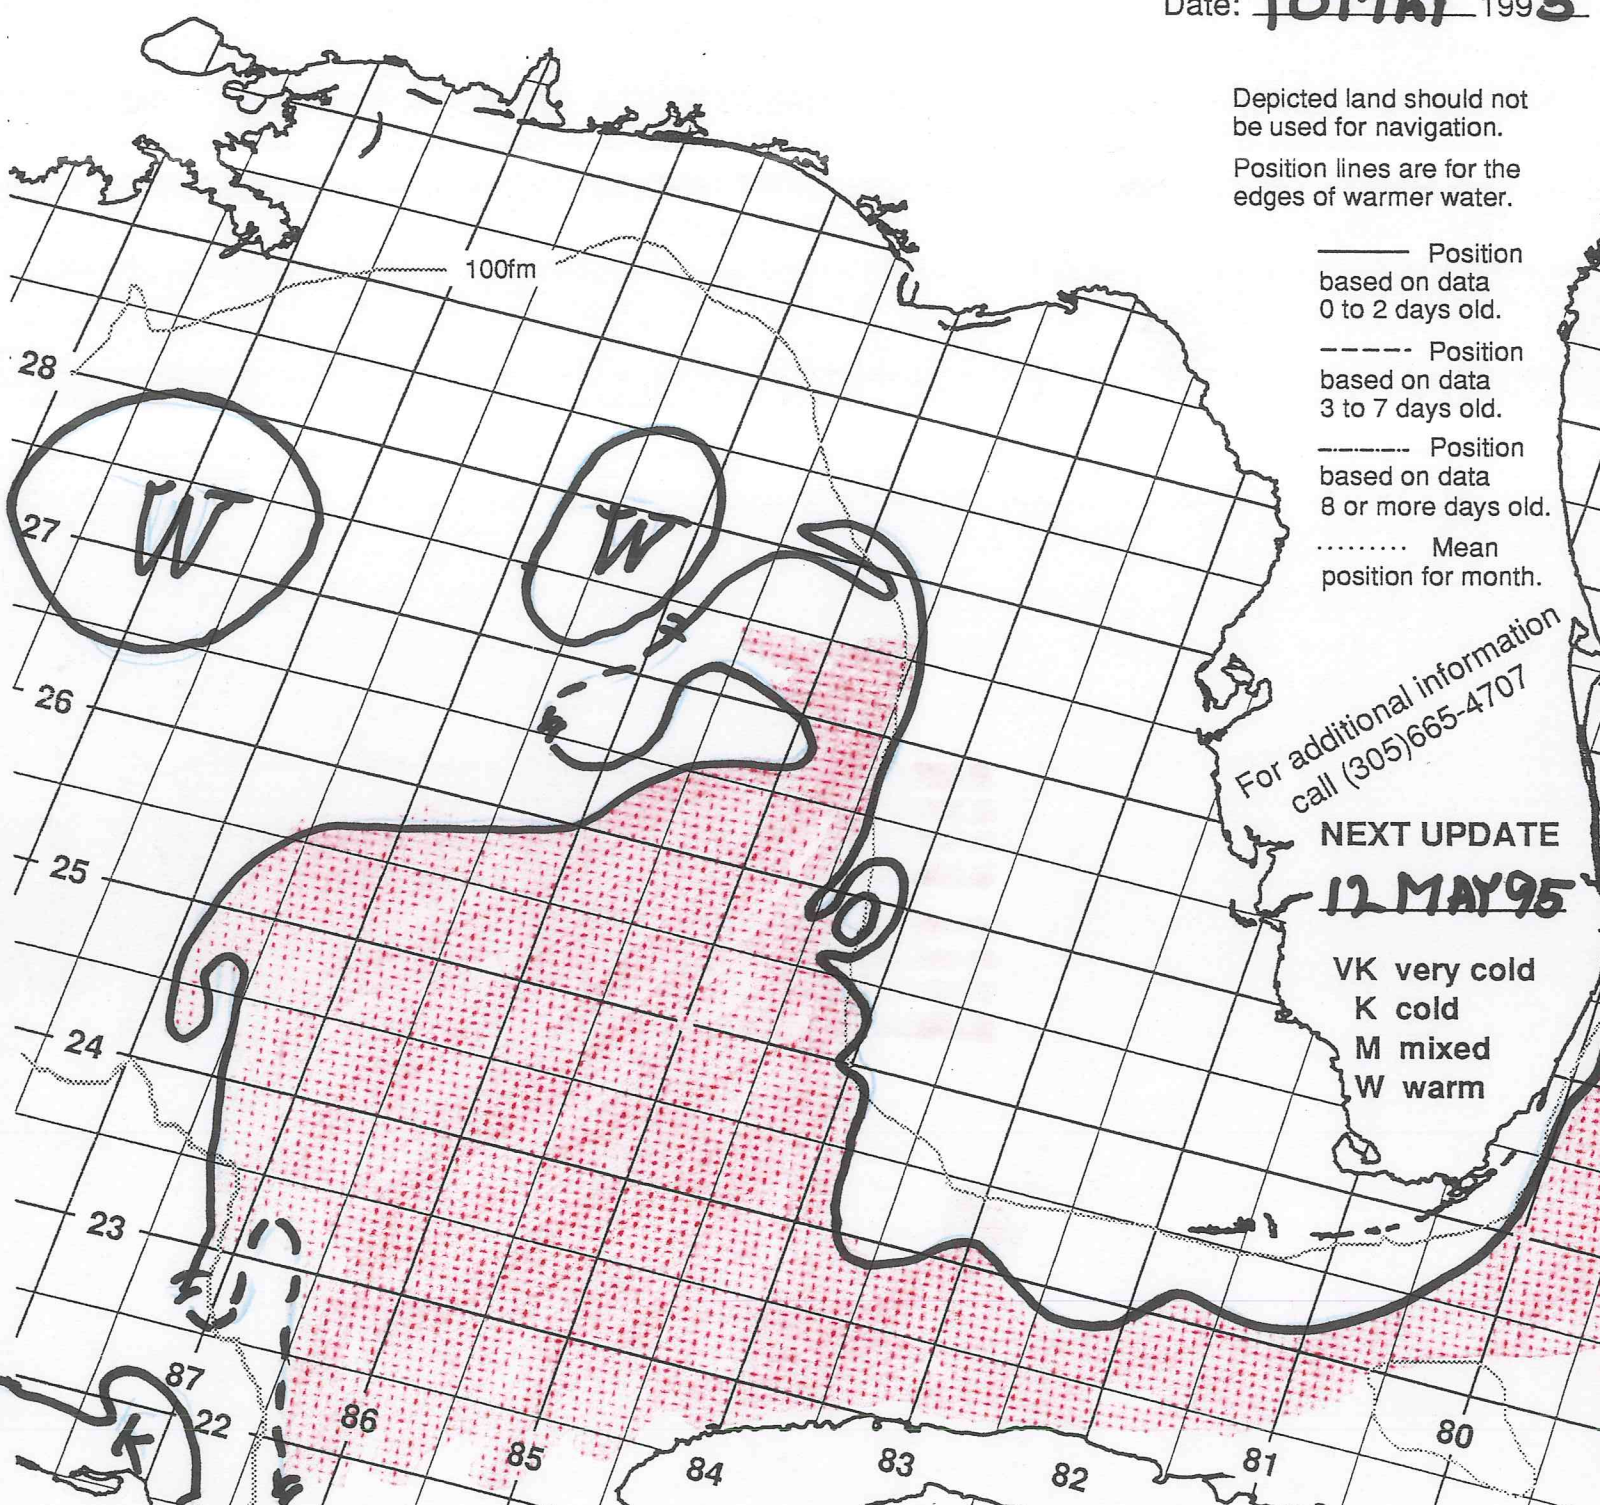 Date: 10 MAY 1995
Depicted land should not
be used for navigation.
Position lines are for the
edges of warmer water.
Position
based on data
0 to 2 days old.
Position
based on data
3 to 7 days old.
Position
based on data
8 or more days old.
Mean
position for month.
For additional information
call (305)665-4707
NEXT UPDATE
12 MAY 95
VK very cold
K cold
M mixed
W warm
100fm
28
W
W
27
26
25
24
23
87
22
K
86
85
84
83
82
81
80